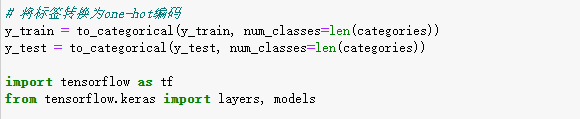 # 将标签转换为one-hot编码
y_train = to_categorical(y_train, num_classes=len(categories))
y_test = to_categorical(y_test, num_classes=len(categories))
import tensorflow as tf
from tensorflow.keras import layers, models